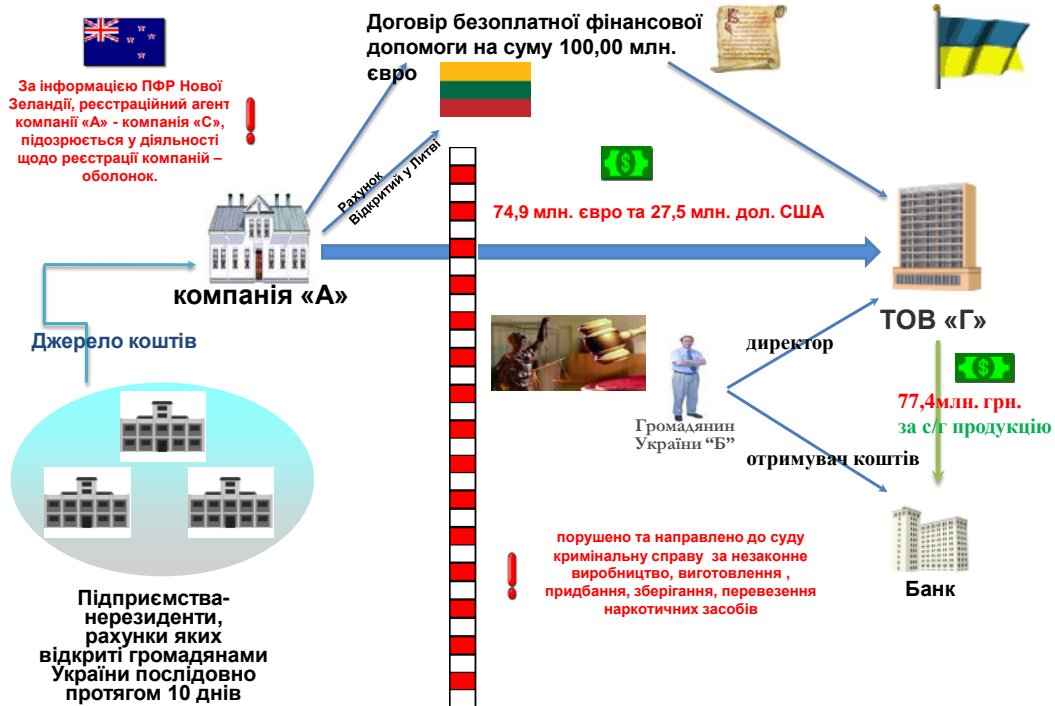 Договір безоплатної фінансової
допомоги на суму 100,00 млн.
євро
За інформацією ПФР Нової
Зеландії, реєстраційний агент
компанії «А» - компанія «С»,
підозрюється у діяльності
щодо реєстрації компаній –
оболонок.
Рахунок
Відкритий у Литві
74,9 млн. євро та 27,5 млн. дол. США
компанія «А»
ТОВ «Г»
Джерело коштів
директор
77,4млн. грн.
за с/г продукцію
Громадянин
України “Б”
отримувач коштів
порушено та направлено до суду
кримінальну справу за незаконне
виробництво, виготовлення ,
придбання, зберігання, перевезення
наркотичних засобів
Банк
Підприємства-
нерезиденти,
рахунки яких
відкриті громадянами
України послідовно
протягом 10 днів